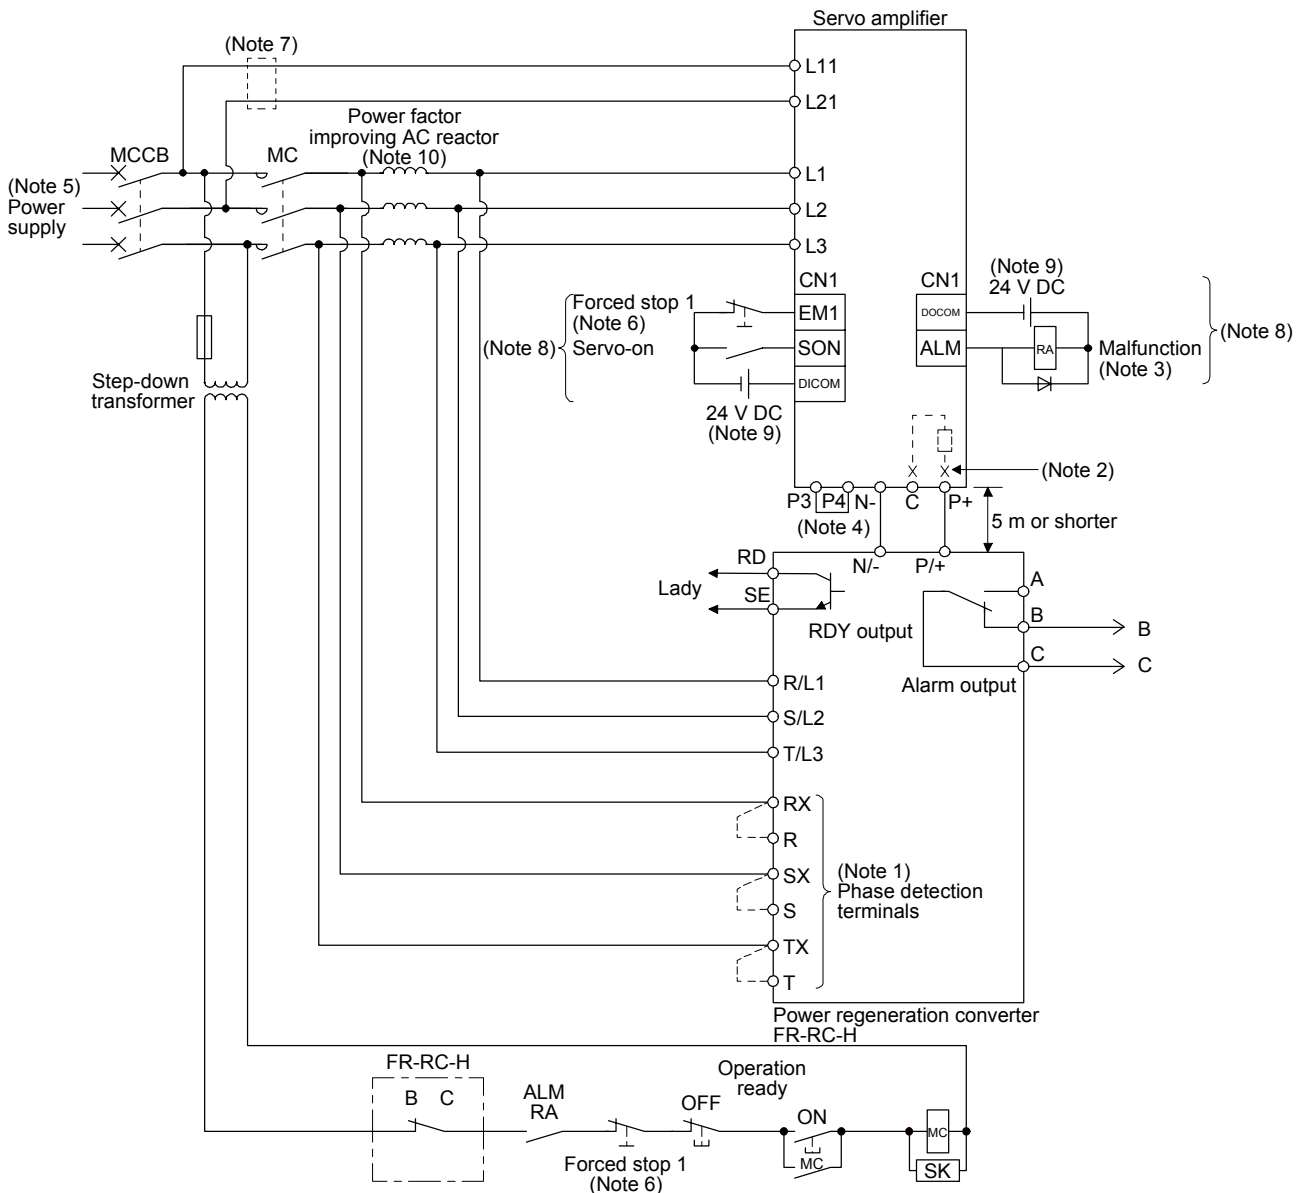 Servo amplifier
(Note 7)
L11
L21
Power factor
improving AC reactor
(Note 10)
MCCB
MC
(Note 5)
Power
supply
L1
L2
L3
CN1
CN1
(Note 9)
24 V DC
Forced stop 1
(Note 6)
EM1
DOCOM
(Note 8)
Servo-on
SON
ALM
RA
Malfunction
(Note 3)
(Note 8)
DICOM
24 V DC
(Note 9)
Step-down
transformer
(Note 2)
P3
P4
N-
C
P+
(Note 4)
5 m or shorter
N/-
P/+
RD
Lady
SE
RDY output
A
B
B
C
C
Alarm output
R/L1
S/L2
T/L3
RX
R
SX
S
TX
T
(Note 1)
Phase detection
terminals
Power regeneration converter
FR-RC-H
FR-RC-H
B C
ALM
RA
Forced stop 1
(Note 6)
OFF
Operation
ready
ON
MC
MC
SK